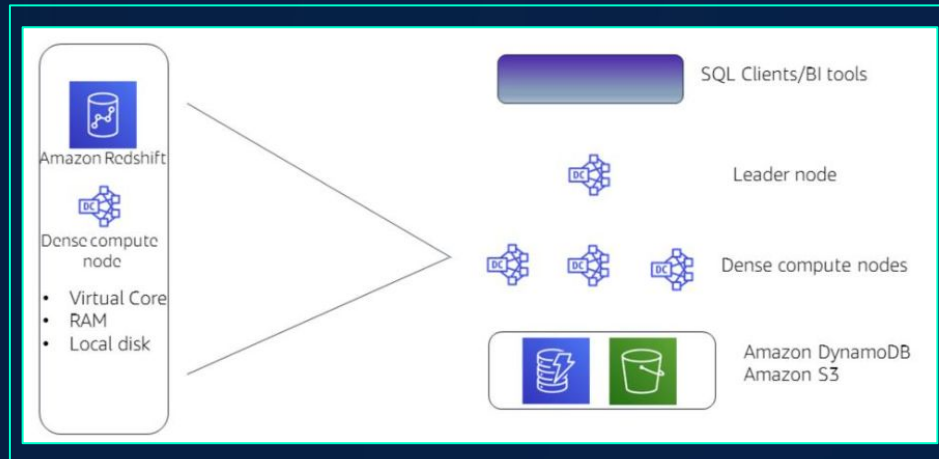 Amazon Redshift
DC
Dense compute
node
• Virtual Core
• RAM
• Local disk
SQL Clients/BI tools
DC
Leader node
DC
DC
DC
Dense compute nodes
Amazon DynamoDB
Amazon S3